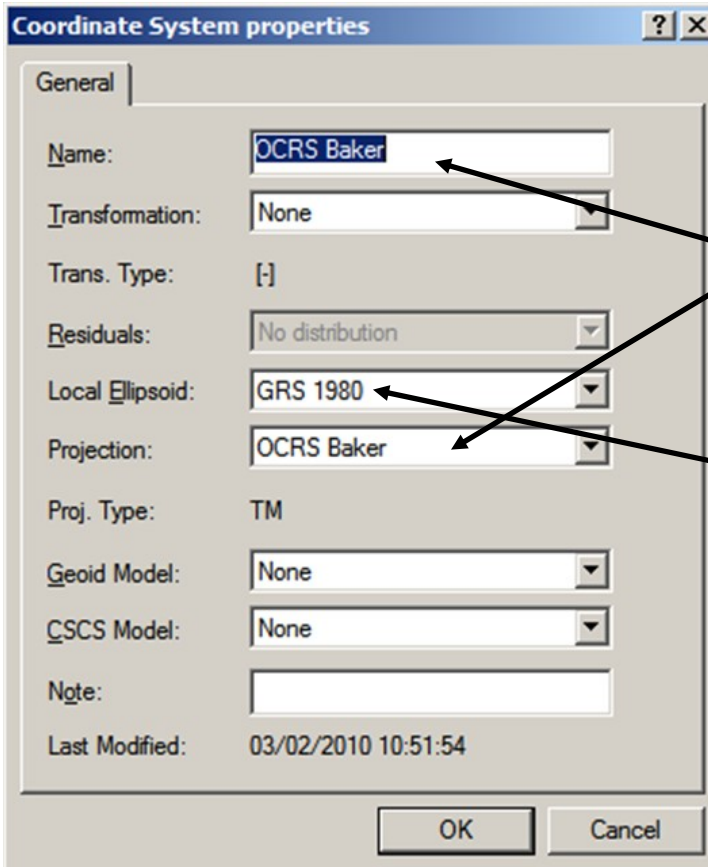 Coordinate System properties
General
Name: OCRS Baker
Transformation: None
Trans. Type: [-]
Residuals: No distribution
Local Ellipsoid: GRS 1980
Projection: OCRS Baker
Proj. Type: TM
Geoid Model: None
CSCS Model: None
Note:
Last Modified: 03/02/2010 10:51:54
OK Cancel